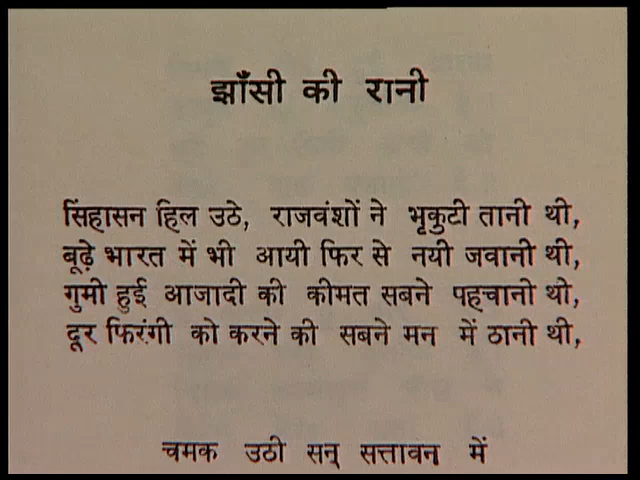 झाँसी की रानी
सिंहासन हिल उठे, राजवंशों ने भृकुटी तानी थी,
बूढ़े भारत में भी आयी फिर से नयी जवानी थी,
गुमी हुई आजादी की कीमत सबने पहचानी थी,
दूर फिरंगी को करने की सबने मन में ठानी थी,
चमक उठी सन् सत्तावन में